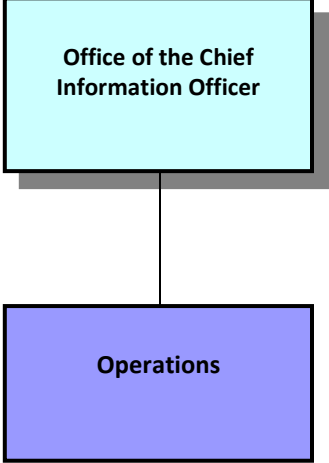 Office of the Chief
Information Officer
Operations